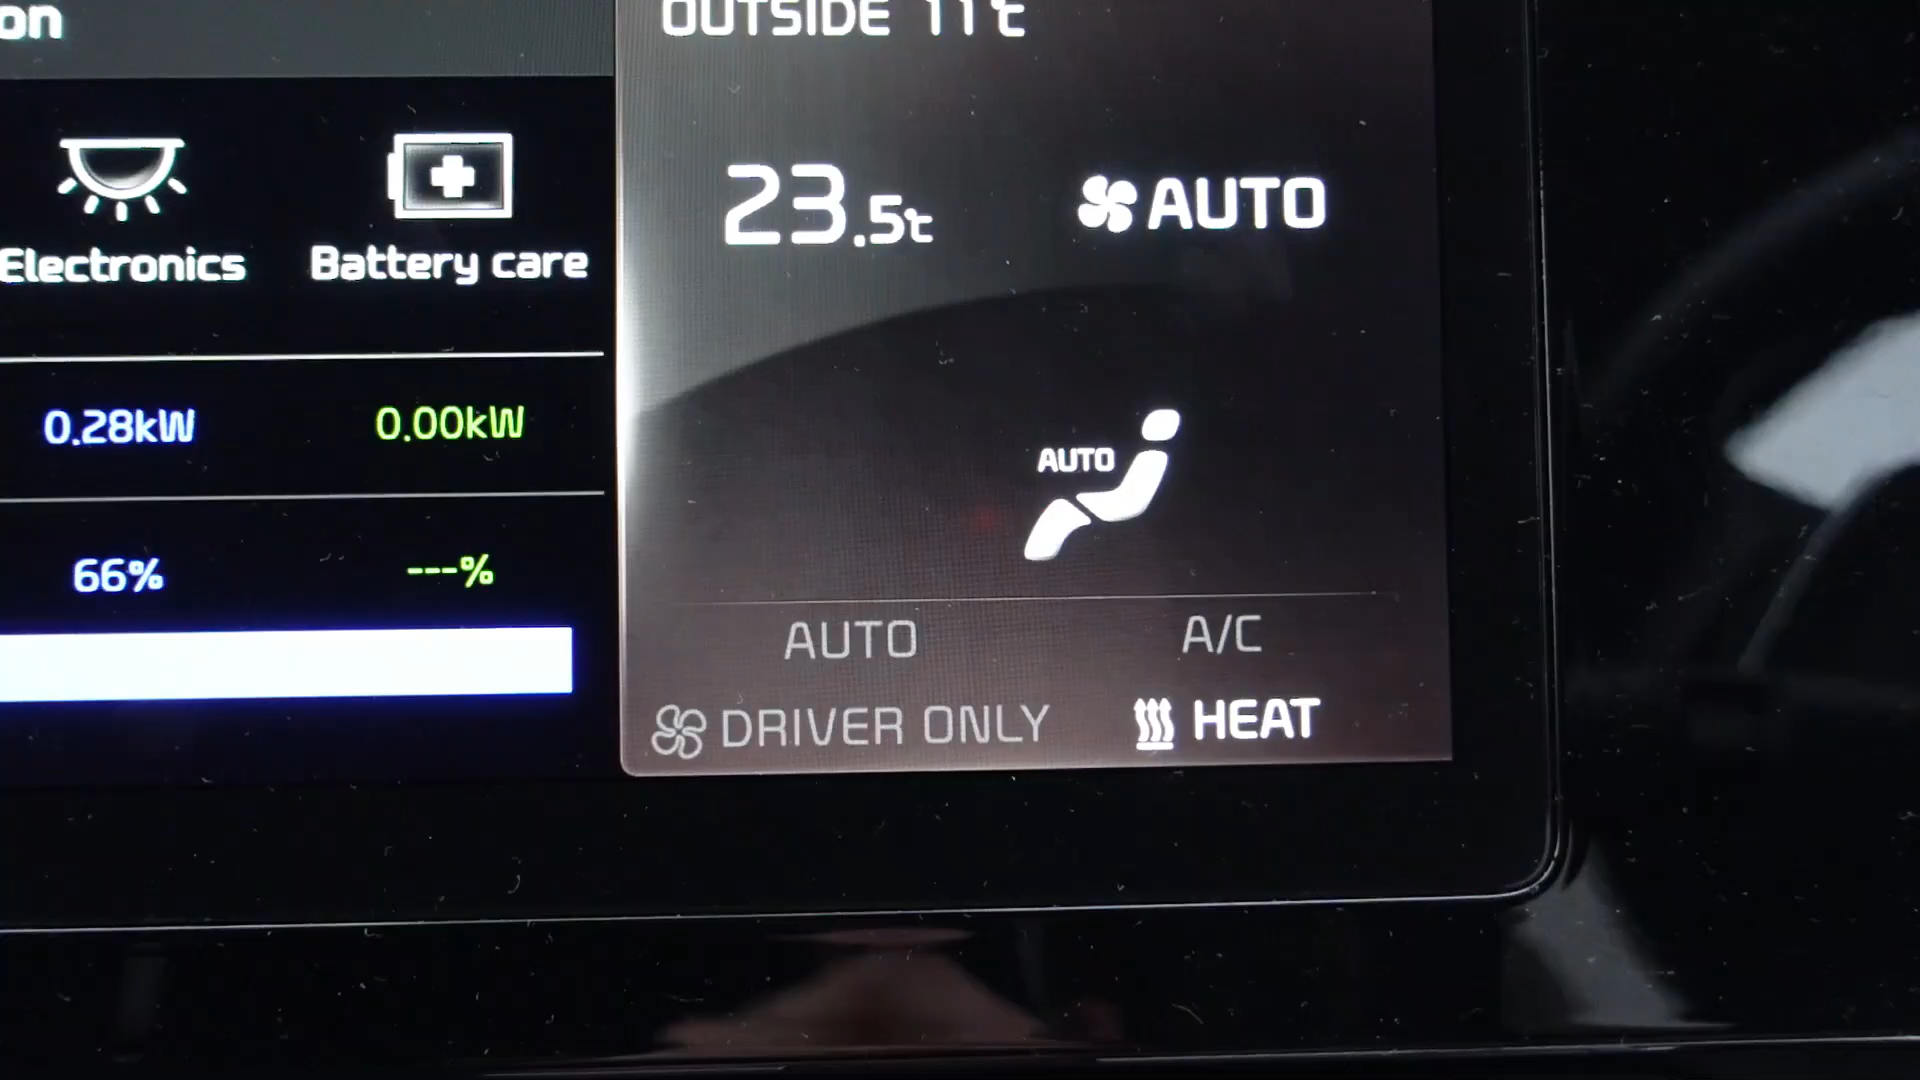 on
Electronics
Battery care
0.28kW
0.00kW
66%
---%
OUTSIDE 11℃
23.5℃
AUTO
AUTO
AUTO
A/C
DRIVER ONLY
HEAT